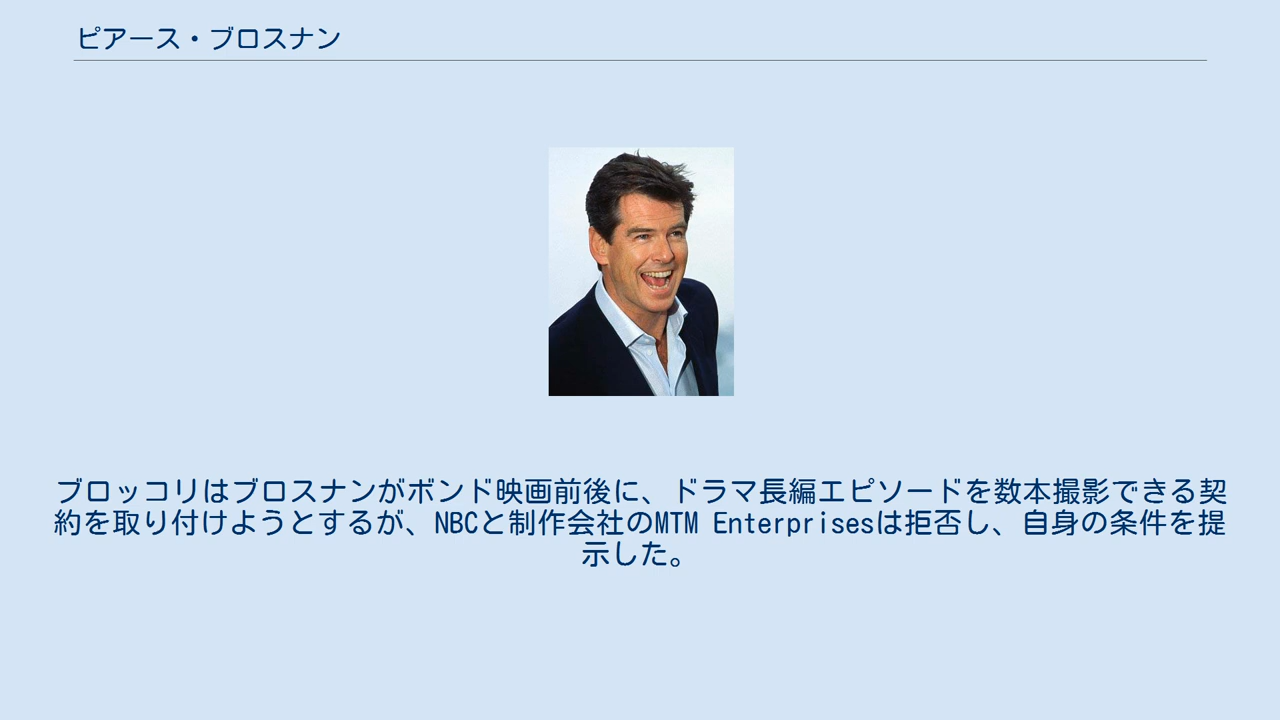 ピアース・ブロスナン
ブロッコリはブロスナンがボンド映画前後に、ドラマ長編エピソードを数本撮影できる契
約を取り付けようとするが、NBCと制作会社のMTM Enterprisesは拒否し、自身の条件を提
示した。